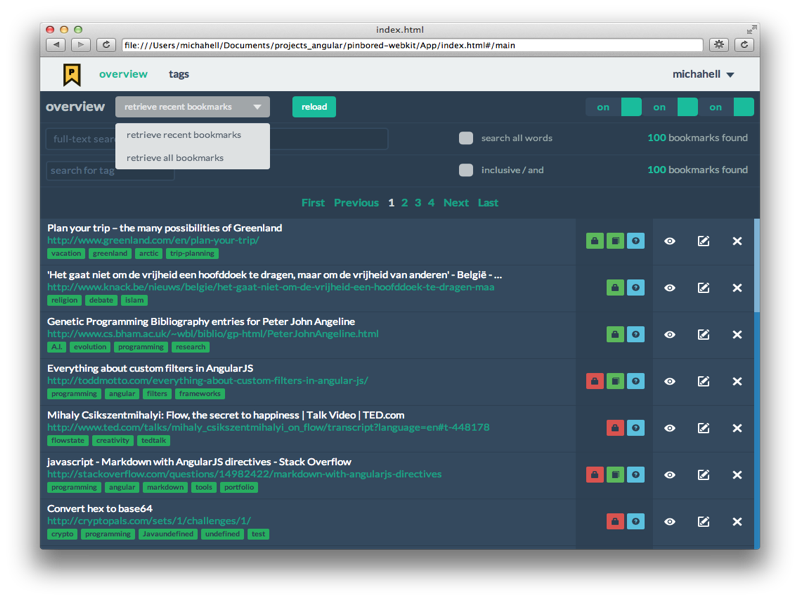 index.html
file:///Users/michahell/Documents/projects_angular/pinbored-webkit/App/index.html#/main
P overview tags michahell
overview retrieve recent bookmarks reload on on on
retrieve recent bookmarks
retrieve all bookmarks
full-text sear search all words 100 bookmarks found
search for tag inclusive / and 100 bookmarks found
First Previous 1 2 3 4 Next Last
Plan your trip – the many possibilities of Greenland
http://www.greenland.com/en/plan-your-trip/
vacation greenland arctic trip-planning
'Het gaat niet om de vrijheid een hoofddoek te dragen, maar om de vrijheid van anderen' - België - ...
http://www.knack.be/nieuws/belgie/het-gaat-niet-om-de-vrijheid-een-hoofddoek-te-dragen-maa
religion debate Islam
Genetic Programming Bibliography entries for Peter John Angeline
http://www.cs.bham.ac.uk/~wbl/biblio/gp-html/PeterJohnAngeline.html
A.I. evolution programming research
Everything about custom filters in AngularJS
http://toddmotto.com/everything-about-custom-filters-in-angular-js/
programming angular filters frameworks
Mihaly Csikszentmihalyi: Flow, the secret to happiness | Talk Video | TED.com
http://www.ted.com/talks/mihaly_csikszentmihalyi_on_flow/transcript?language=en#t-448178
flowstate creativity tedtalk
javascript - Markdown with AngularJS directives - Stack Overflow
http://stackoverflow.com/questions/14982422/markdown-with-angularjs-directives
programming angular markdown tools portfolio
Convert hex to base64
http://cryptopals.com/sets/1/challenges/1/
crypto programming Javaundefined undefined test